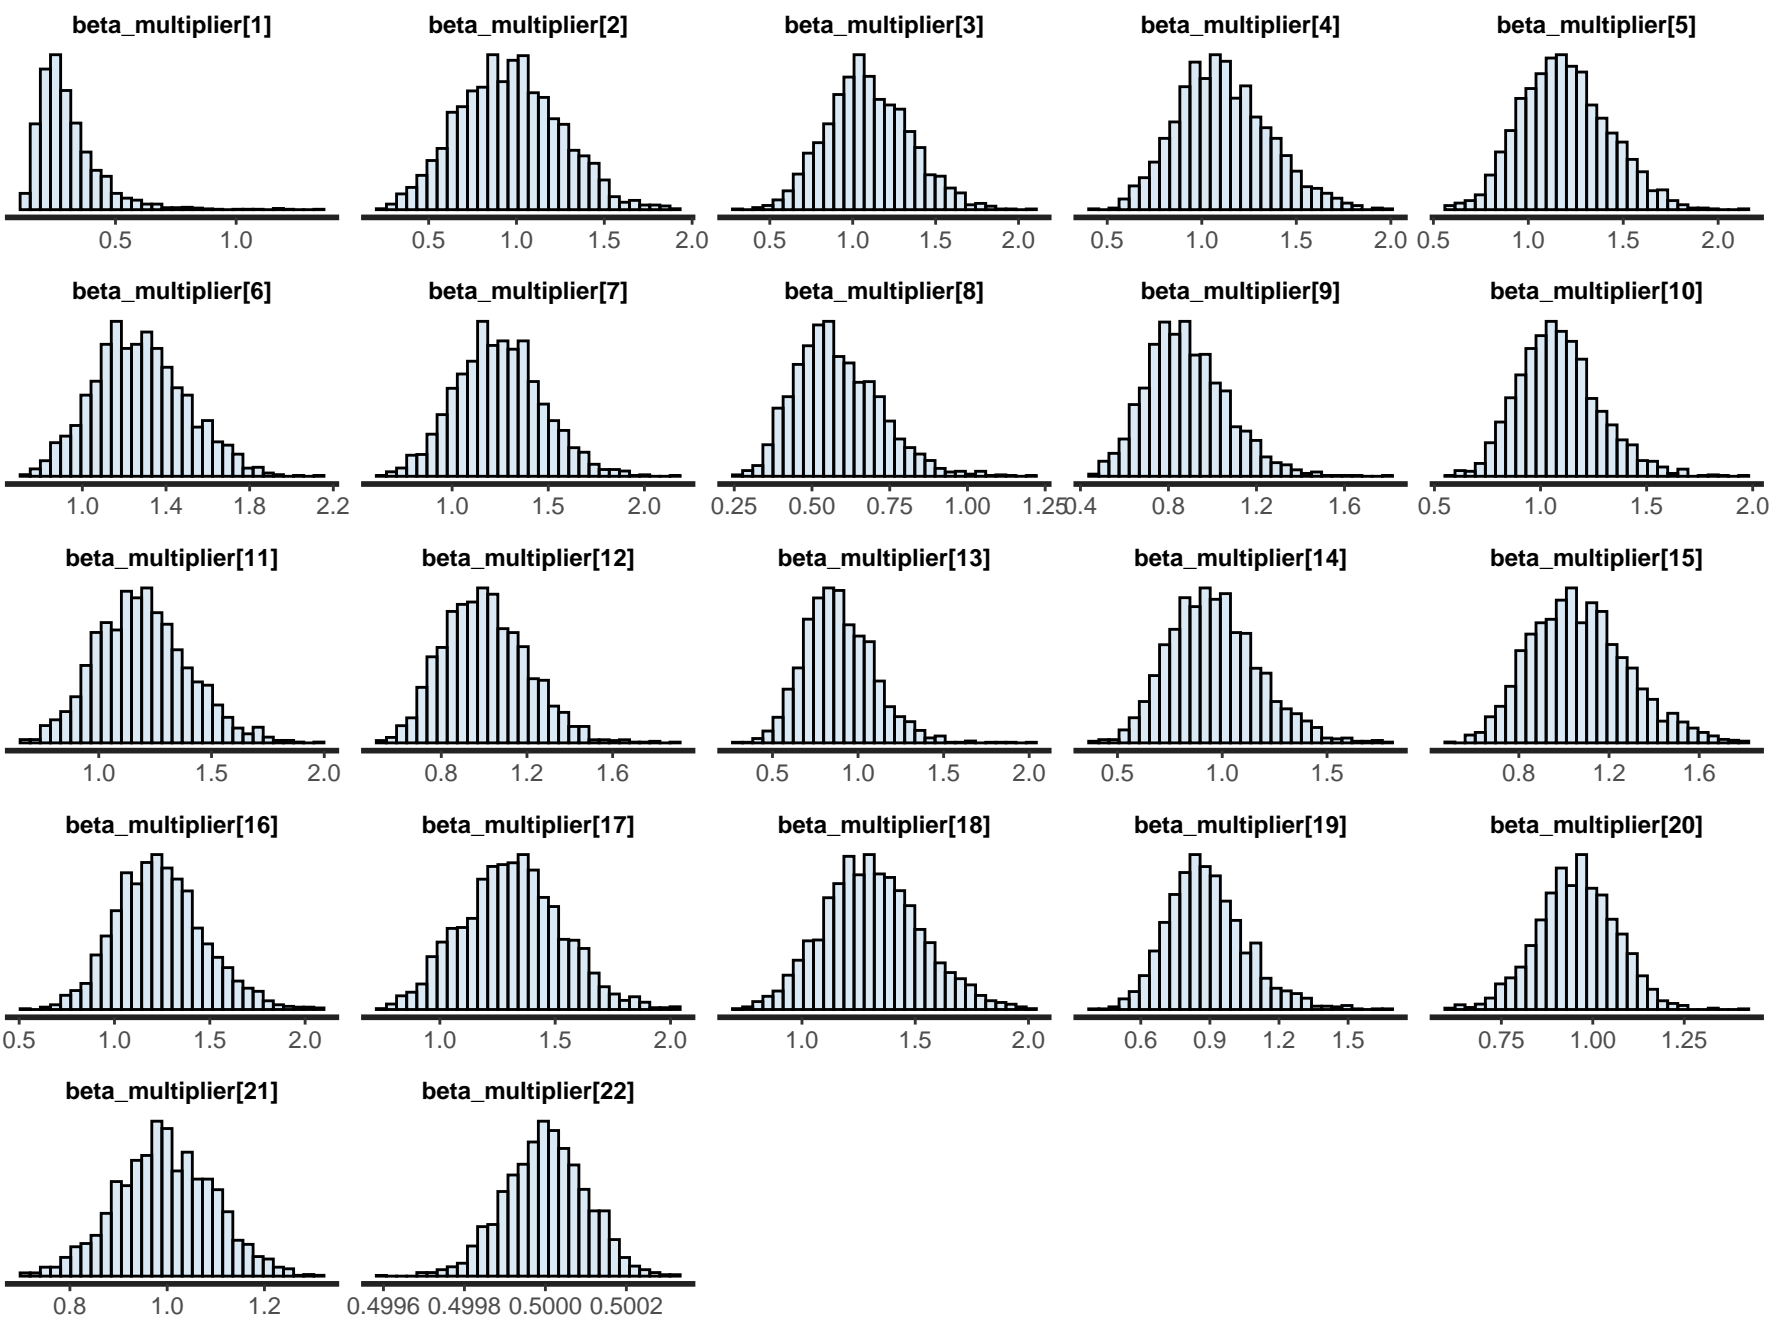 beta_multiplier[1] beta_multiplier[2] beta_multiplier[3] beta_multiplier[4] beta_multiplier[5]
0.5 1.0 0.5 1.0 1.5 2.0 0.5 1.0 1.5 2.0 0.5 1.0 1.5 2.0 0.5 1.0 1.5 2.0
beta_multiplier[6] beta_multiplier[7] beta_multiplier[8] beta_multiplier[9] beta_multiplier[10]
1.0 1.4 1.8 2.2 1.0 1.5 2.0 0.25 0.50 0.75 1.00 1.25 0.4 0.8 1.2 1.6 0.5 1.0 1.5 2.0
beta_multiplier[11] beta_multiplier[12] beta_multiplier[13] beta_multiplier[14] beta_multiplier[15]
1.0 1.5 2.0 0.8 1.2 1.6 0.5 1.0 1.5 2.0 0.5 1.0 1.5 0.8 1.2 1.6
beta_multiplier[16] beta_multiplier[17] beta_multiplier[18] beta_multiplier[19] beta_multiplier[20]
0.5 1.0 1.5 2.0 1.0 1.5 2.0 1.0 1.5 2.0 0.6 0.9 1.2 1.5 0.75 1.00 1.25
beta_multiplier[21] beta_multiplier[22]
0.8 1.0 1.2 0.4996 0.4998 0.5000 0.5002